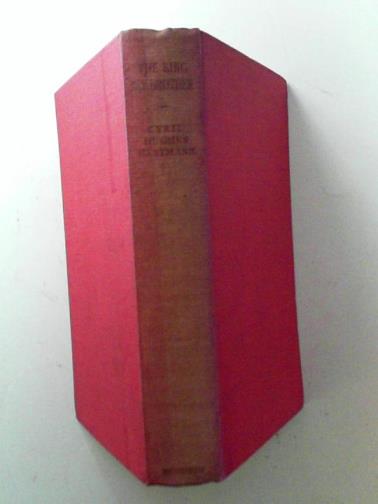 THE KING
MY BROTHER
CYRIL
HUGHES
HARTMANN